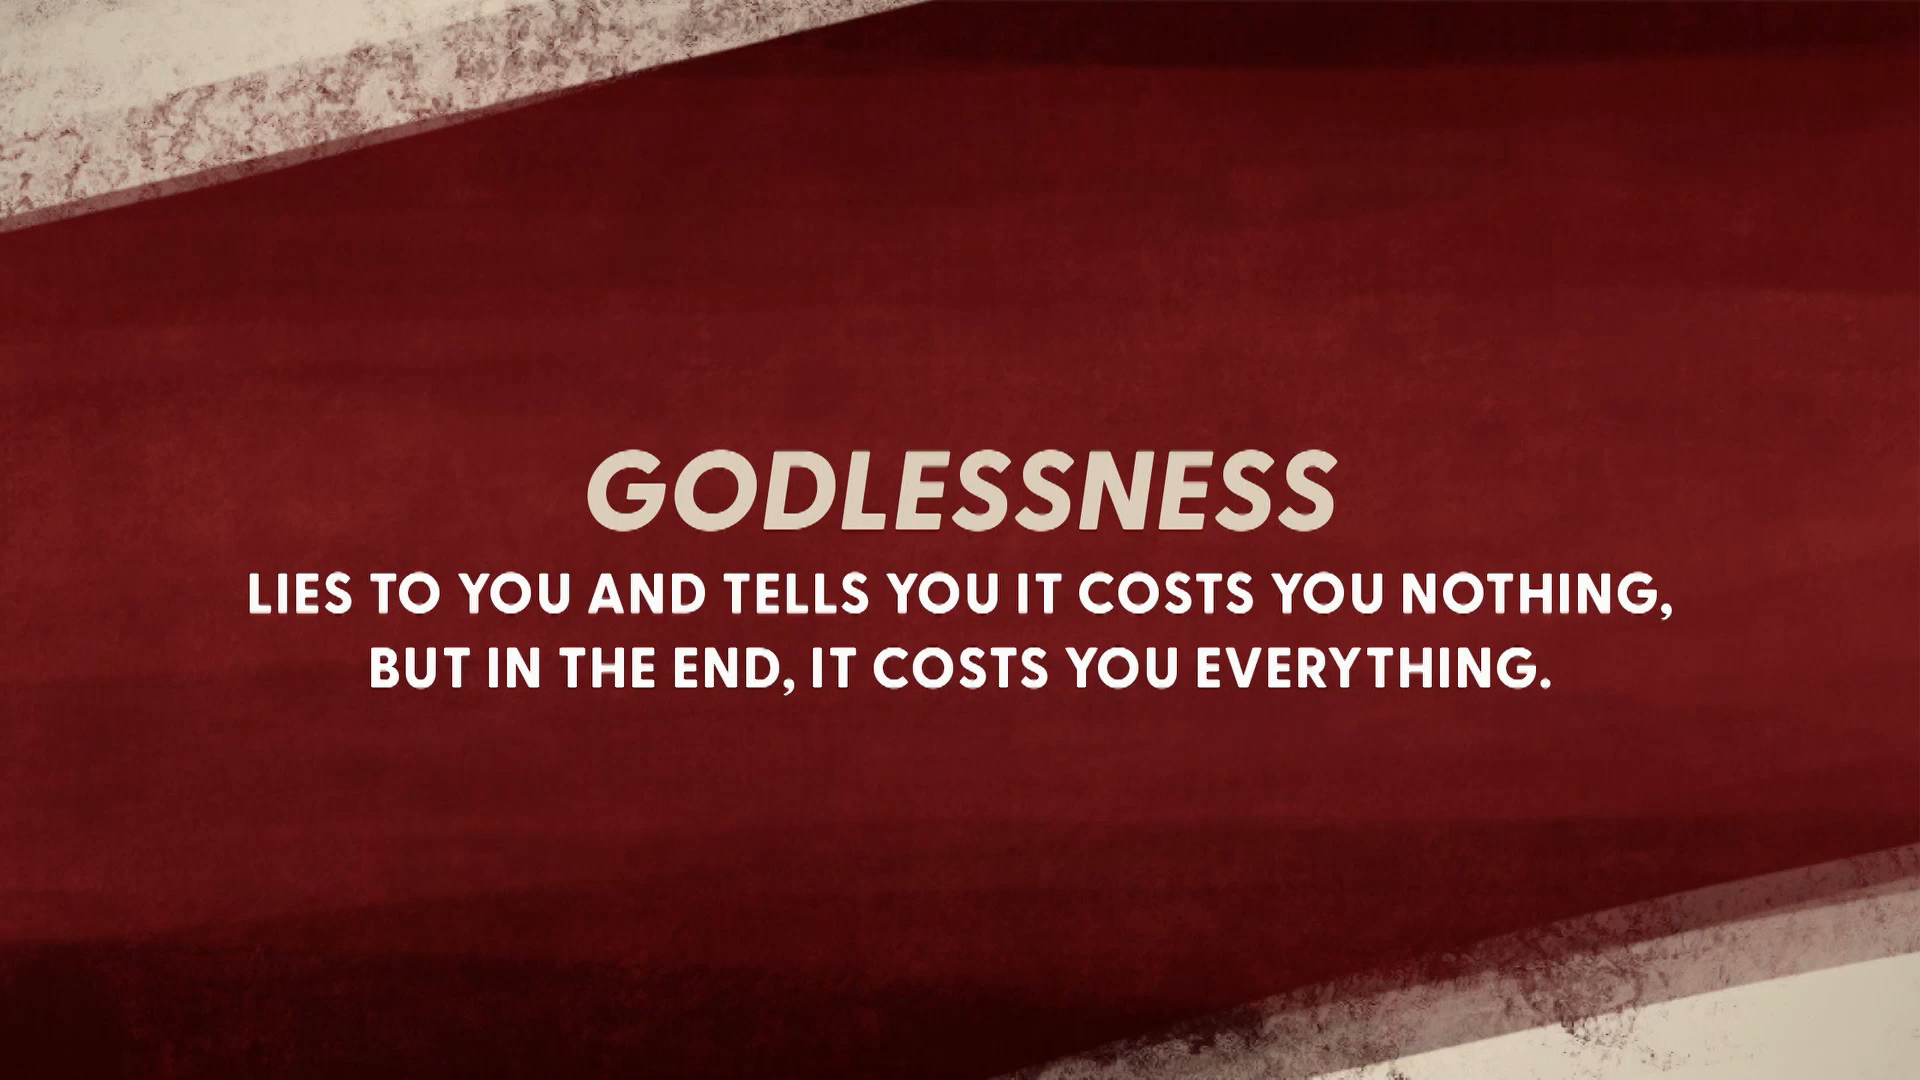 GODLESSNESS
LIES TO YOU AND TELLS YOU IT COSTS YOU NOTHING,
BUT IN THE END, IT COSTS YOU EVERYTHING.